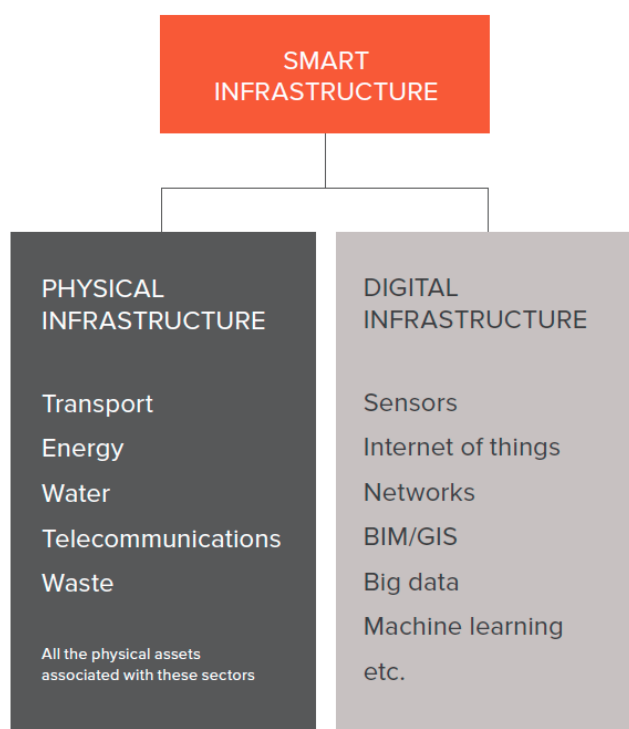 SMART
INFRASTRUCTURE
PHYSICAL
INFRASTRUCTURE
Transport
Energy
Water
Telecommunications
Waste
All the physical assets
associated with these sectors
DIGITAL
INFRASTRUCTURE
Sensors
Internet of things
Networks
BIM/GIS
Big data
Machine learning
etc.